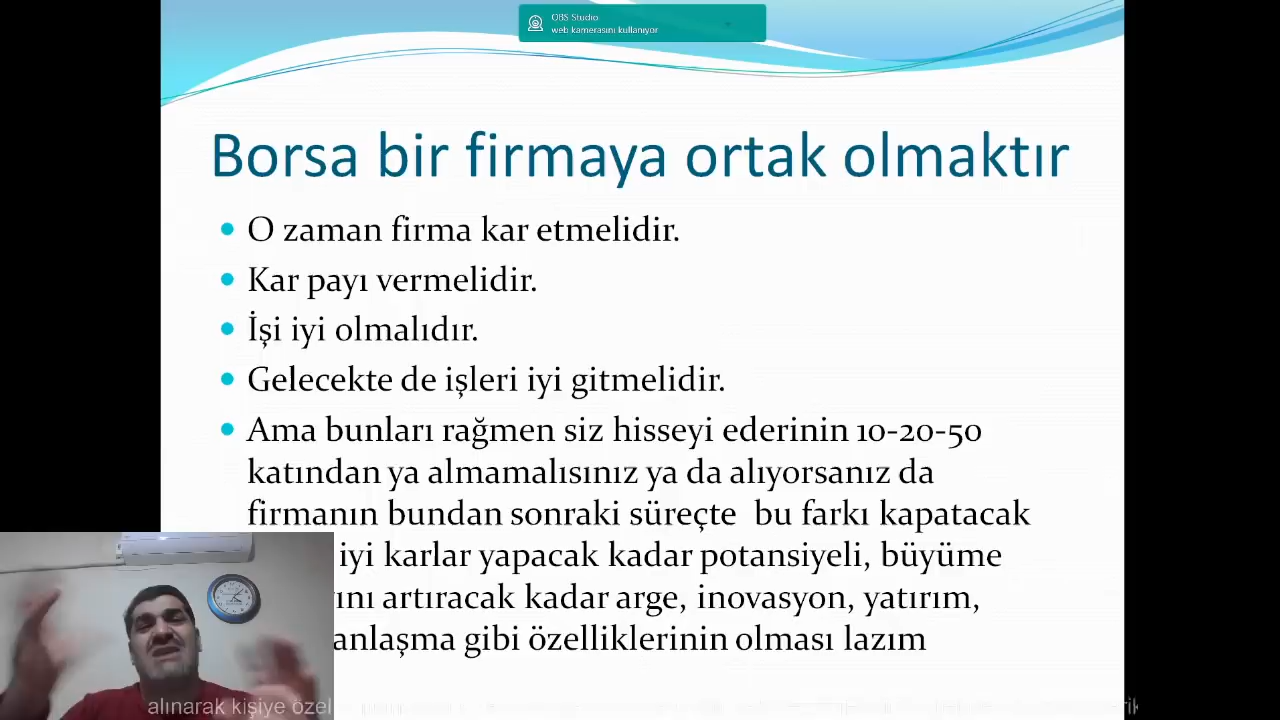 OBS Studio
web kamerasını kullanıyor
Borsa bir firmaya ortak olmaktır
O zaman firma kar etmelidir.
Kar payı vermelidir.
İşi iyi olmalıdır.
Gelecekte de işleri iyi gitmelidir.
Ama bunları rağmen siz hisseyi ederinin 10-20-50
katından ya almamalısınız ya da alıyorsanız da
firmanın bundan sonraki süreçte bu farkı kapatacak
iyi karlar yapacak kadar potansiyeli, büyüme
artıracak kadar arge, inovasyon, yatırım,
anlaşma gibi özelliklerinin olması lazım
alınarak kişiye özel